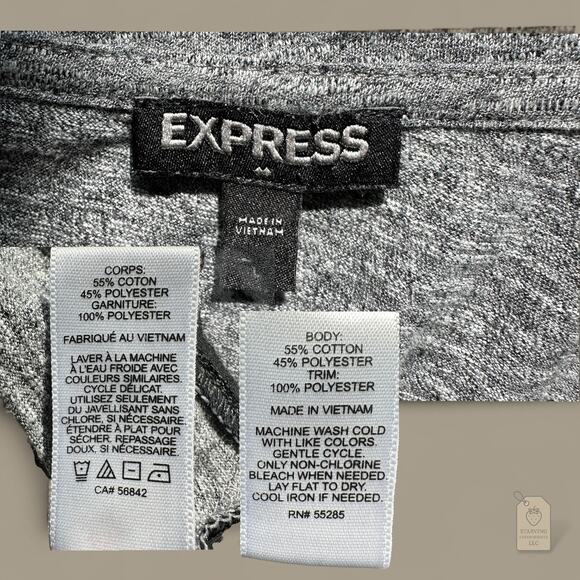 EXPRESS
MADE IN
VIETNAM
CORPS:
55% COTON
45% POLYESTER
GARNITURE:
100% POLYESTER
FABRIQUÉ AU VIETNAM
LAVER À LA MACHINE
À L'EAU FROIDE AVEC
COULEURS SIMILAIRES.
CYCLE DÉLICAT.
UTILISEZ SEULEMENT
DU JAVELLISANT SANS
CHLORE, SI NÉCESSAIRE.
ÉTENDRE À PLAT POUR
SÉCHER. REPASSAGE
DOUX. SI NÉCESSAIRE.
CA# 56842
BODY:
55% COTTON
45% POLYESTER
TRIM:
100% POLYESTER
MADE IN VIETNAM
MACHINE WASH COLD
WITH LIKE COLORS.
GENTLE CYCLE.
ONLY NON-CHLORINE
BLEACH WHEN NEEDED.
LAY FLAT TO DRY.
COOL IRON IF NEEDED.
RN# 55285
LLC